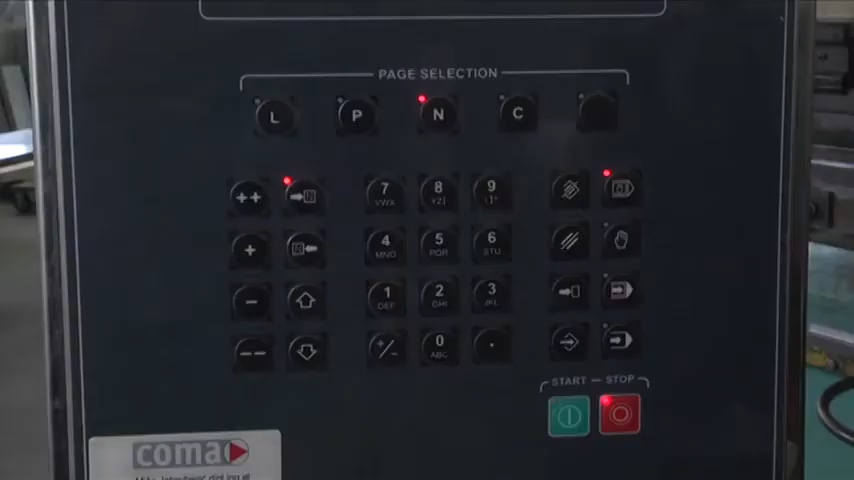 PAGE SELECTION
L P N C
++ 7 8 9
VWX YZ
+ 4 5 6
MNO PQR STU
- 1 2 3
DEF GHI JKL
-- +/- 0 .
ABC
START STOP
coma